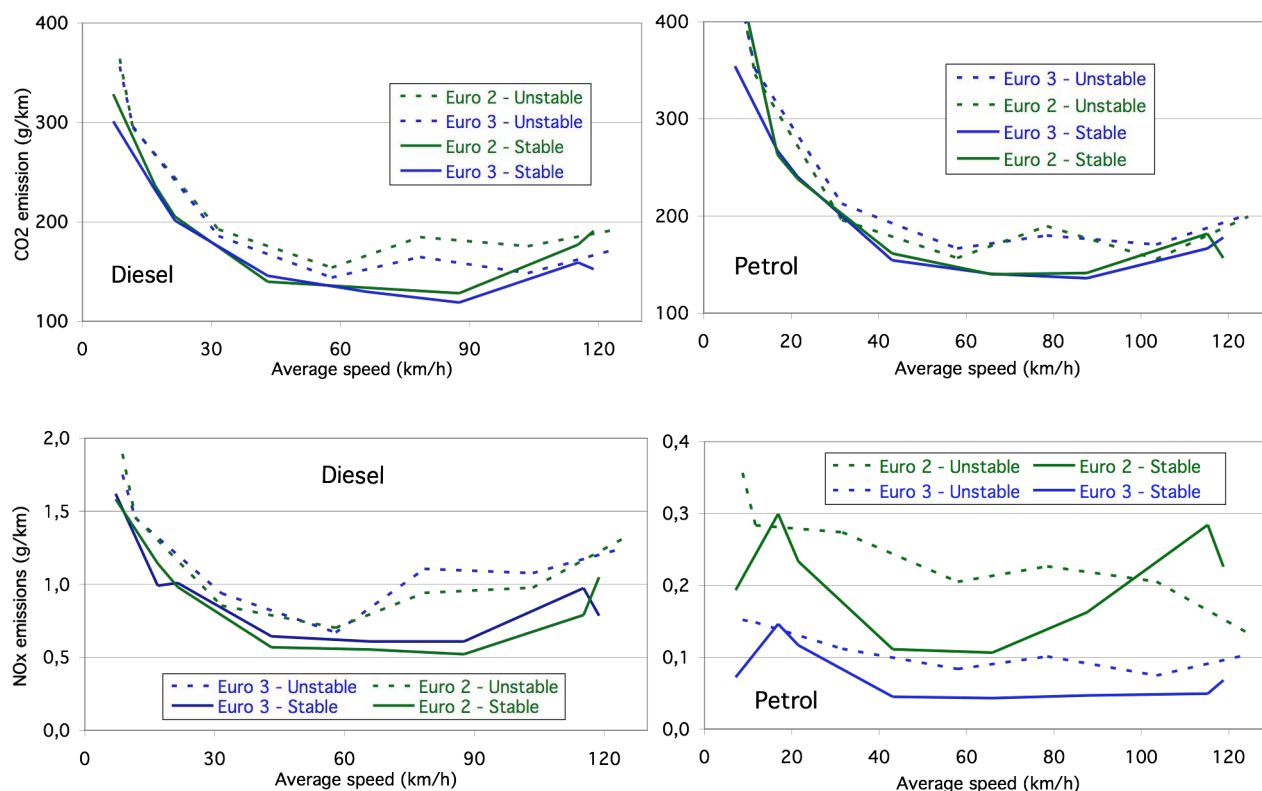 400
300
200
100
CO2 emission (g/km)
Euro 2 - Unstable
Euro 3 - Unstable
Euro 2 - Stable
Euro 3 - Stable
Diesel
0 30 60 90 120
Average speed (km/h)
400
300
200
100
Euro 3 - Unstable
Euro 2 - Unstable
Euro 3 - Stable
Euro 2 - Stable
Petrol
0 20 40 60 80 100 120
Average speed (km/h)
2,0
1,5
1,0
0,5
0,0
NOx emissions (g/km)
Diesel
Euro 3 - Unstable Euro 2 - Unstable
Euro 3 - Stable Euro 2 - Stable
0 30 60 90 120
Average speed (km/h)
0,4
0,3
0,2
0,1
0,0
Euro 2 - Unstable Euro 2 - Stable
Euro 3 - Unstable Euro 3 - Stable
Petrol
0 20 40 60 80 100 120
Average speed (km/h)